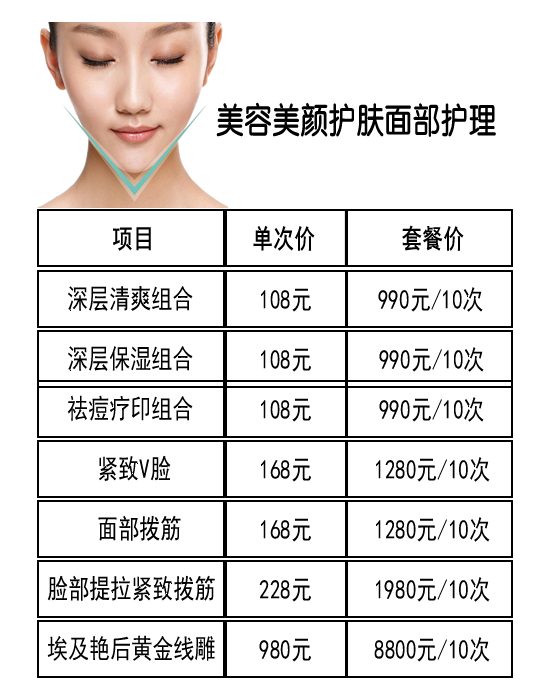 美容美颜护肤面部护理
项目 单次价 套餐价
深层清爽组合 108元 990元/10次
深层保湿组合 108元 990元/10次
祛痘疗印组合 108元 990元/10次
紧致V脸 168元 1280元/10次
面部拨筋 168元 1280元/10次
脸部提拉紧致拨筋 228元 1980元/10次
埃及艳后黄金线雕 980元 8800元/10次